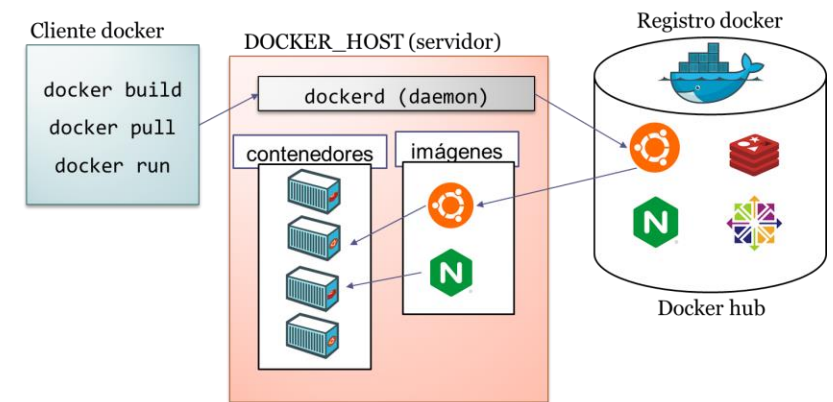 Cliente docker
docker build
docker pull
docker run
DOCKER_HOST (servidor)
dockerd (daemon)
contenedores
imágenes
N
Registro docker
N
Docker hub